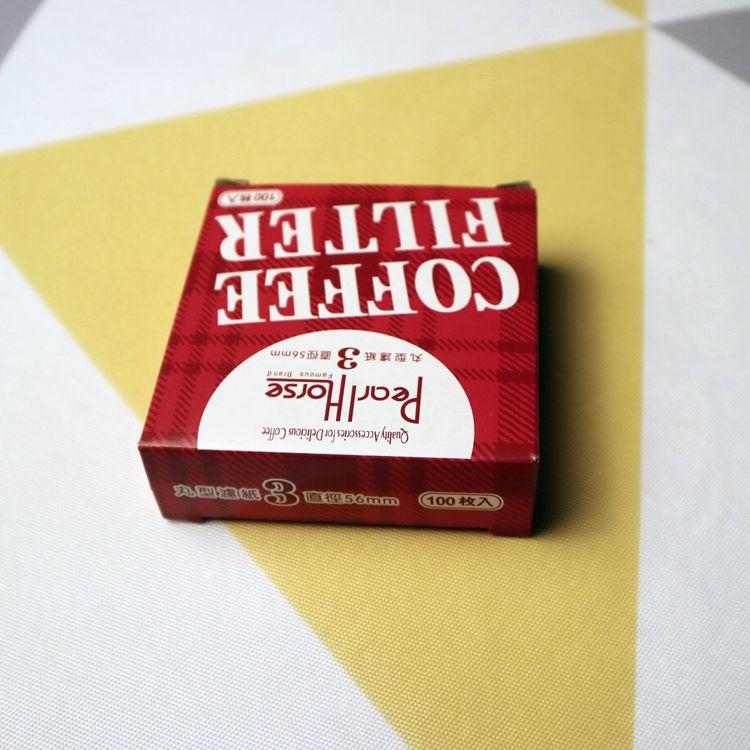 Quality Accessories for Delicious Coffee
Pearl Horse
Famous Brand
丸型濾紙 3 直徑56mm
COFFEE
FILTER
100枚入
丸型濾紙 3 直徑56mm
100枚入